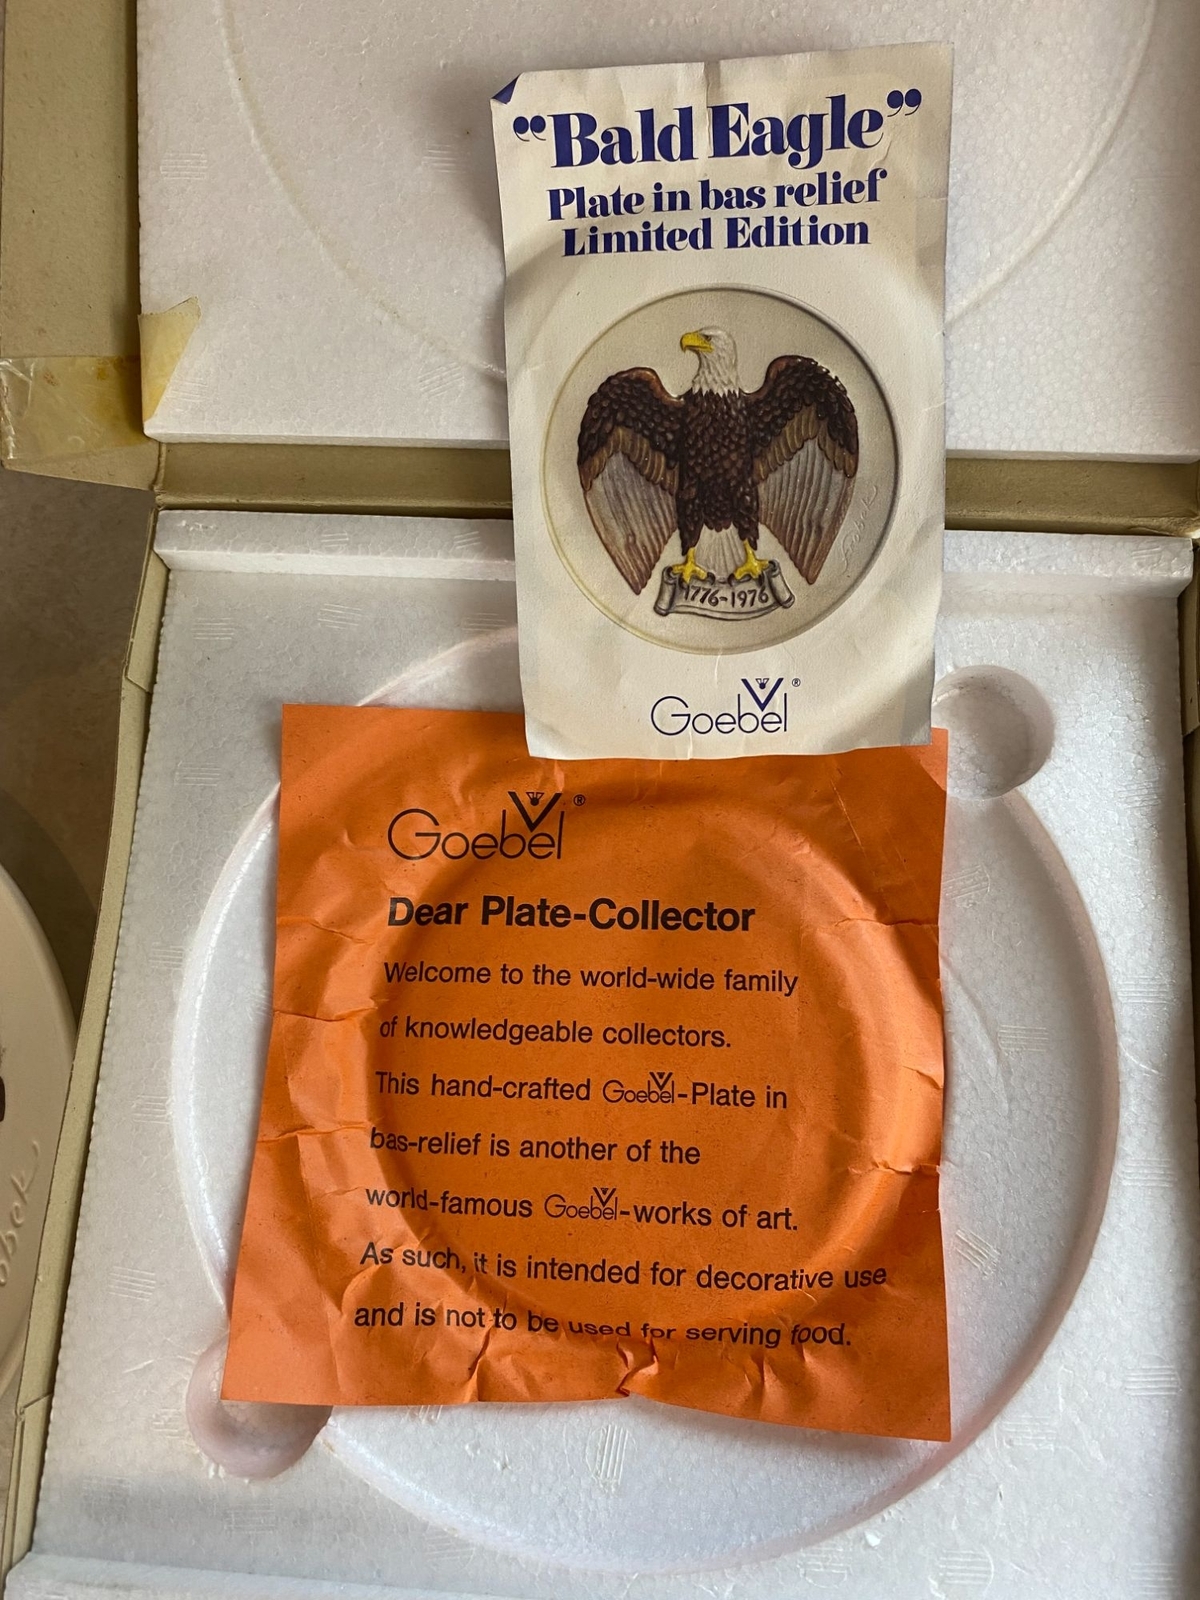 “Bald Eagle”
Plate in bas relief
Limited Edition
1776-1976
Goebel ®
Goebel ®
Dear Plate-Collector
Welcome to the world-wide family
of knowledgeable collectors.
This hand-crafted Goebel-Plate in
bas-relief is another of the
world-famous Goebel-works of art.
As such, it is intended for decorative use
and is not to be used for serving food.